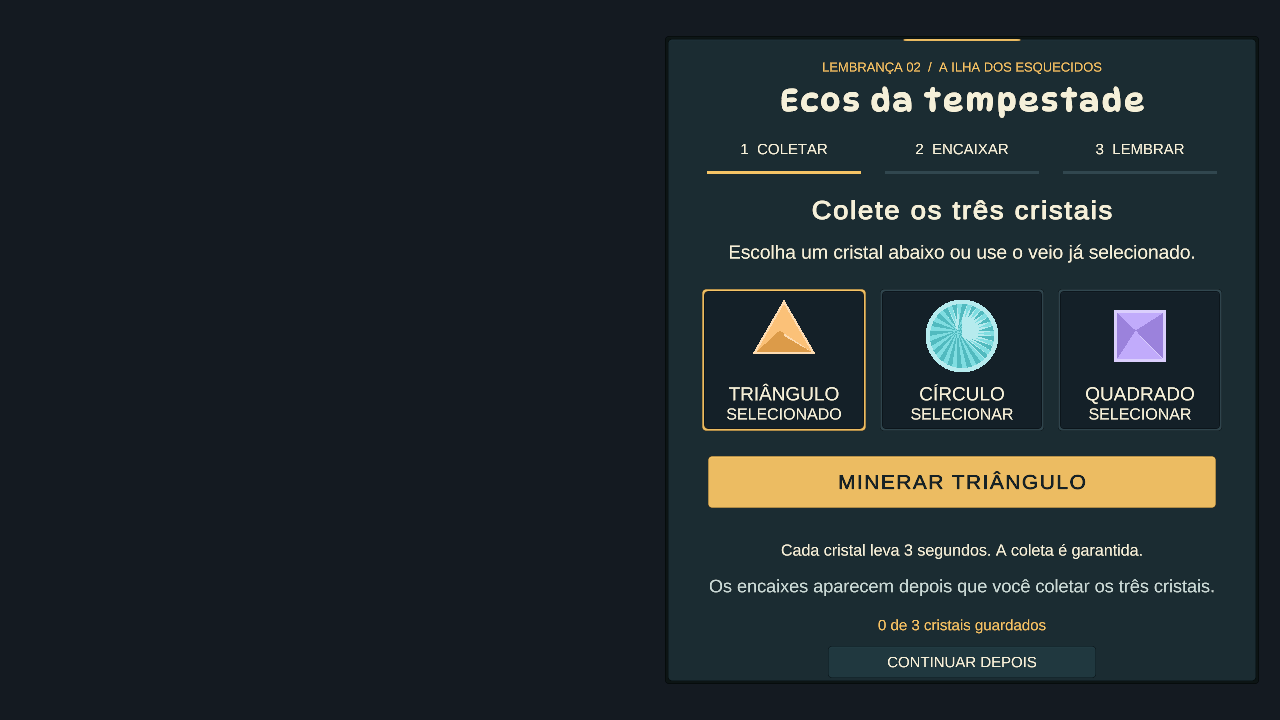 LEMBRANÇA 02 / A ILHA DOS ESQUECIDOS
Ecos da tempestade
1 COLETAR
2 ENCAIXAR
3 LEMBRAR
Colete os três cristais
Escolha um cristal abaixo ou use o veio já selecionado.
TRIÂNGULO
SELECIONADO
CÍRCULO
SELECIONAR
QUADRADO
SELECIONAR
MINERAR TRIÂNGULO
Cada cristal leva 3 segundos. A coleta é garantida.
Os encaixes aparecem depois que você coletar os três cristais.
0 de 3 cristais guardados
CONTINUAR DEPOIS